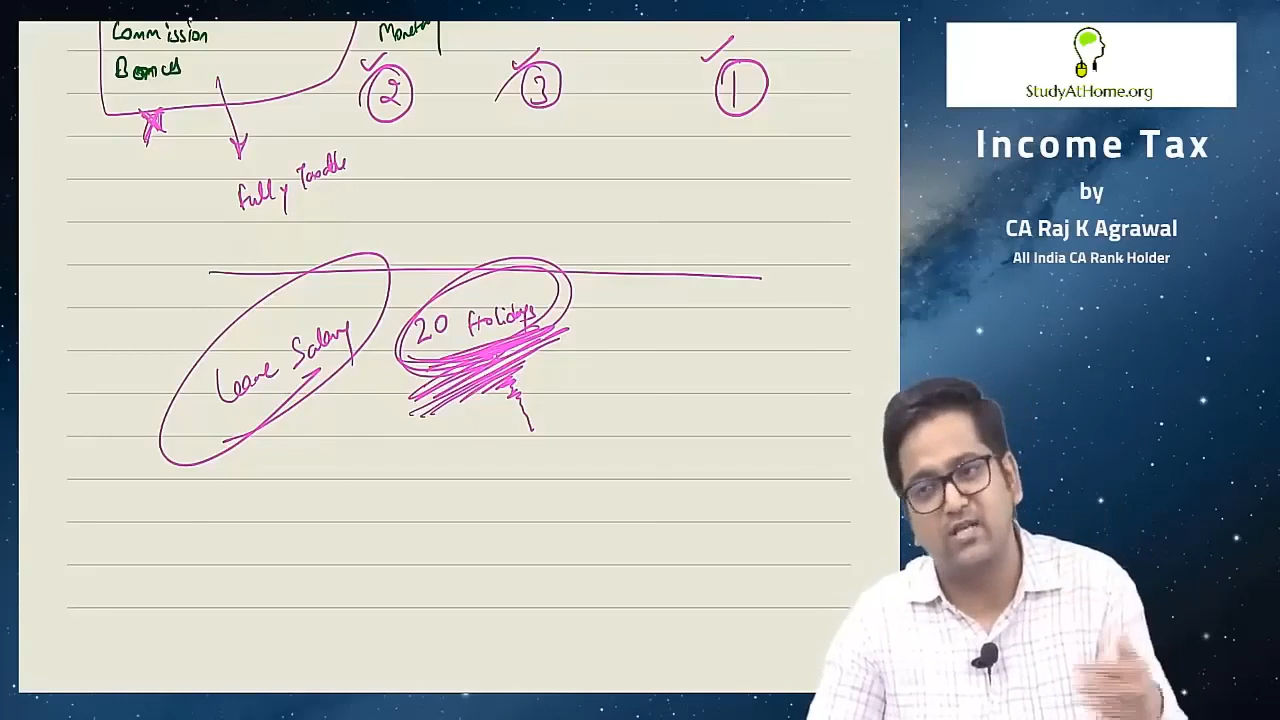 Commission
Bonus
Monetary
2
3
1
Fully Taxable
Leave Salary
20 Holidays
StudyAtHome.org
Income Tax
by
CA Raj K Agrawal
All India CA Rank Holder